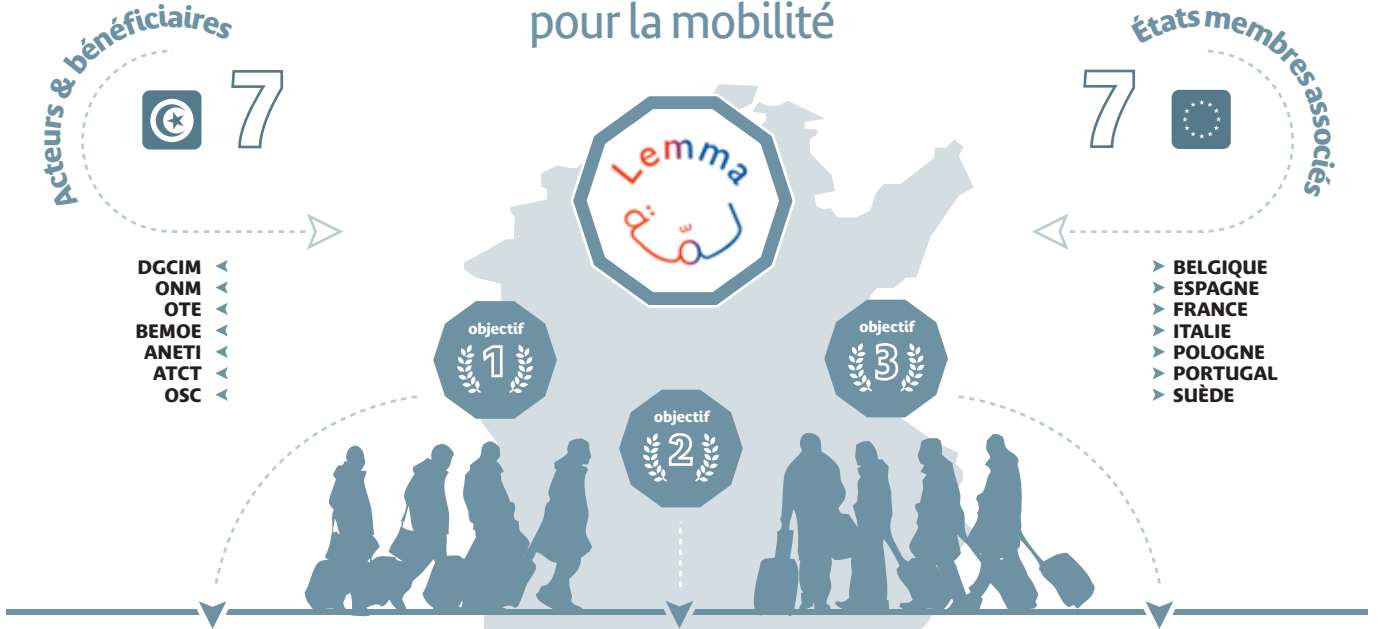 pour la mobilité
Acteurs & bénéficiaires
7
DGCIM
ONM
OTE
BEMOE
ANETI
ATCT
OSC
Lemma
لمّة
États membres associés
7
BELGIQUE
ESPAGNE
FRANCE
ITALIE
POLOGNE
PORTUGAL
SUÈDE
objectif
1
objectif
2
objectif
3